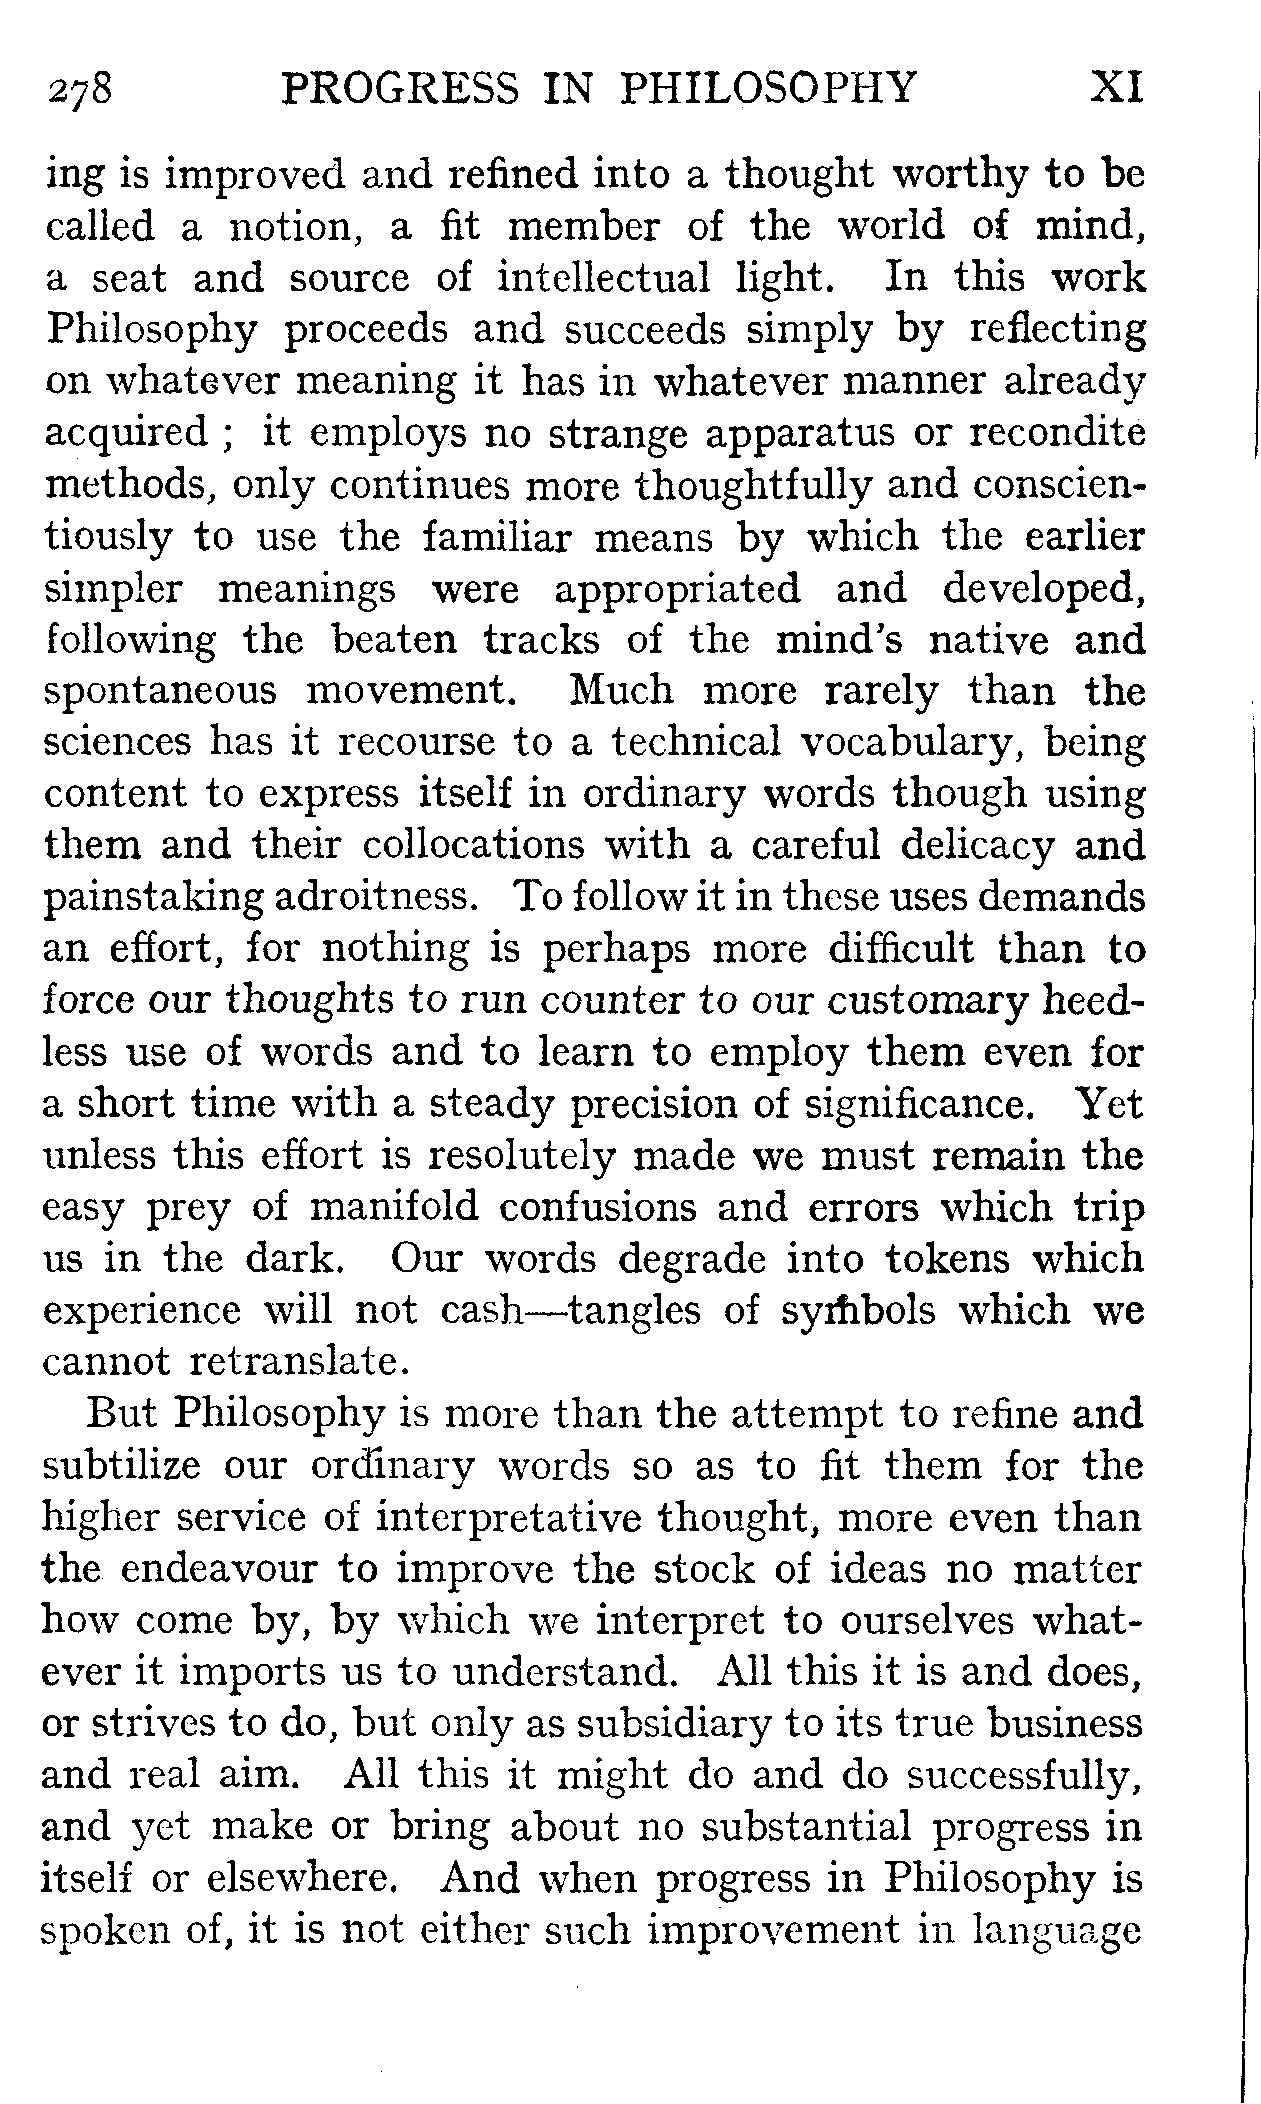 278 PROGRESS IN PHILOSOPHY XI
ing is improved and refined into a thought worthy to be
called a notion, a fit member of the world of mind,
a seat and source of intellectual light. In this work
Philosophy proceeds and succeeds simply by reflecting
on whatever meaning it has in whatever manner already
acquired ; it employs no strange apparatus or recondite
methods, only continues more thoughtfully and conscien-
tiously to use the familiar means by which the earlier
simpler meanings were appropriated and developed,
following the beaten tracks of the mind's native and
spontaneous movement. Much more rarely than the
sciences has it recourse to a technical vocabulary, being
content to express itself in ordinary words though using
them and their collocations with a careful delicacy and
painstaking adroitness. To follow it in these uses demands
an effort, for nothing is perhaps more difficult than to
force our thoughts to run counter to our customary heed-
less use of words and to learn to employ them even for
a short time with a steady precision of significance. Yet
unless this effort is resolutely made we must remain the
easy prey of manifold confusions and errors which trip
us in the dark. Our words degrade into tokens which
experience will not cash—tangles of symbols which we
cannot retranslate.
But Philosophy is more than the attempt to refine and
subtilize our ordinary words so as to fit them for the
higher service of interpretative thought, more even than
the endeavour to improve the stock of ideas no matter
how come by, by which we interpret to ourselves what-
ever it imports us to understand. All this it is and does,
or strives to do, but only as subsidiary to its true business
and real aim. All this it might do and do successfully,
and yet make or bring about no substantial progress in
itself or elsewhere. And when progress in Philosophy is
spoken of, it is not either such improvement in language